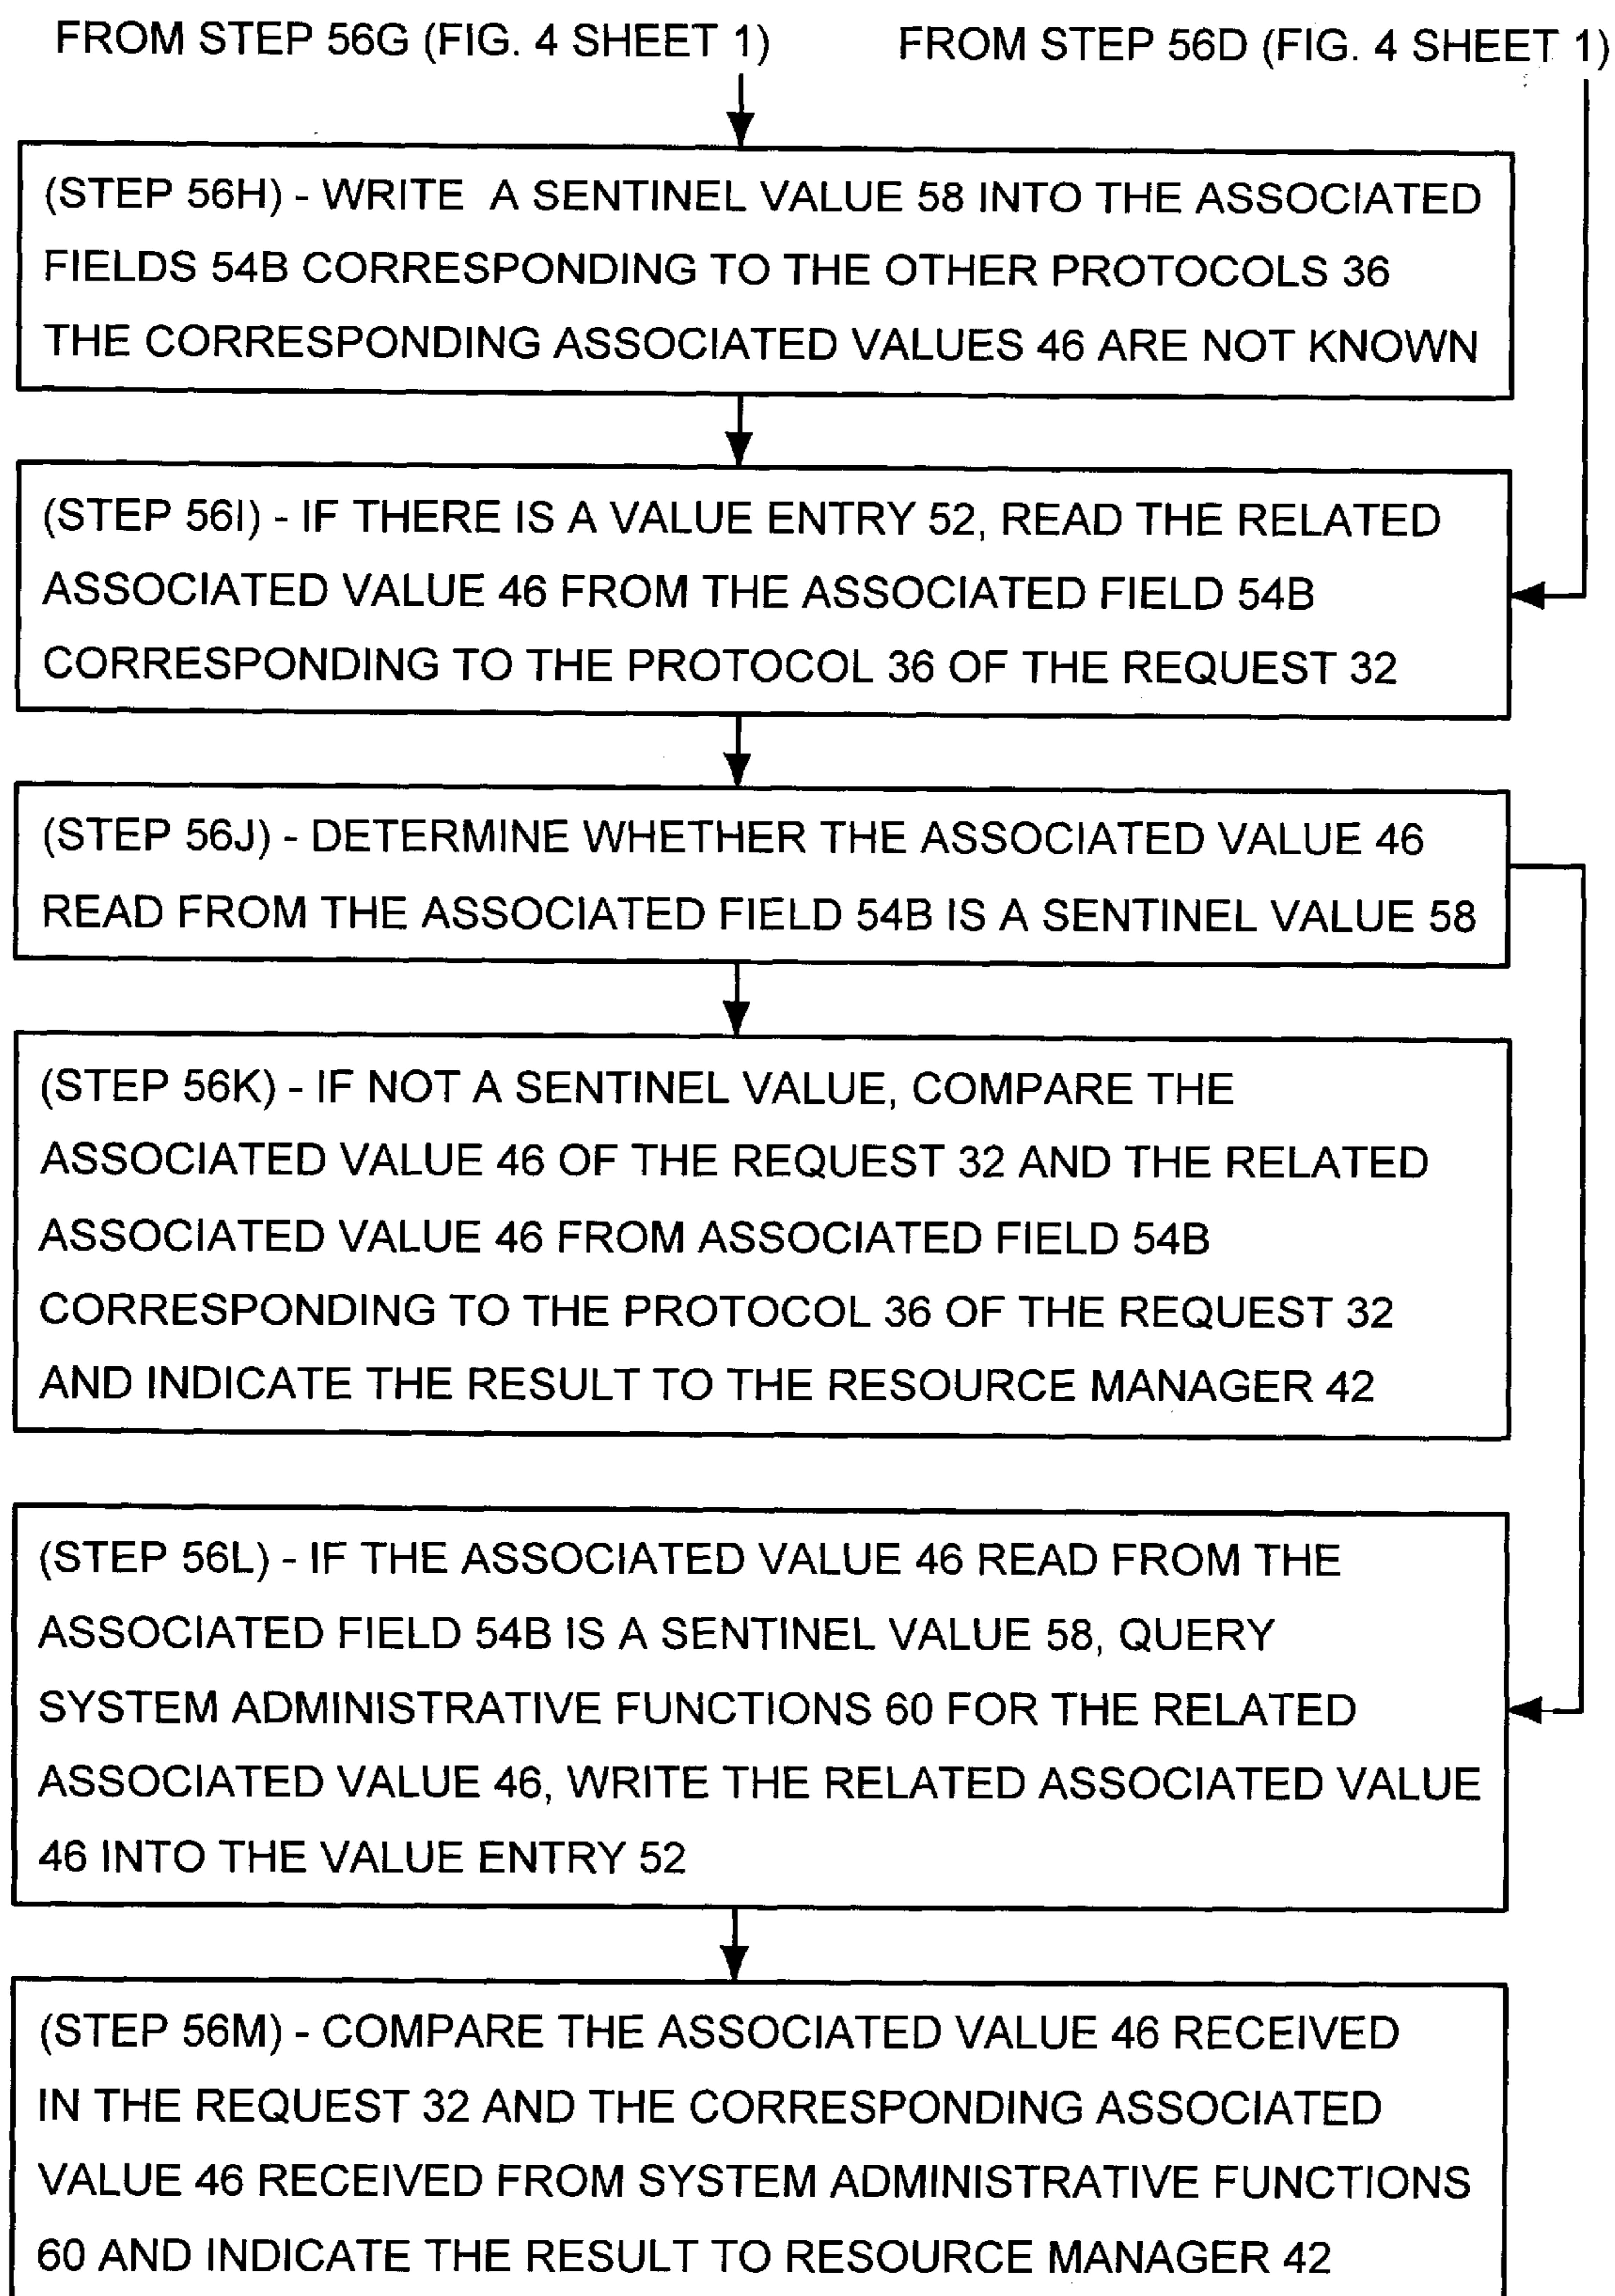 FROM STEP 56G (FIG. 4 SHEET 1)
FROM STEP 56D (FIG. 4 SHEET 1)
(STEP 56H) - WRITE A SENTINEL VALUE 58 INTO THE ASSOCIATED
FIELDS 54B CORRESPONDING TO THE OTHER PROTOCOLS 36
THE CORRESPONDING ASSOCIATED VALUES 46 ARE NOT KNOWN
(STEP 56I) - IF THERE IS A VALUE ENTRY 52, READ THE RELATED
ASSOCIATED VALUE 46 FROM THE ASSOCIATED FIELD 54B
CORRESPONDING TO THE PROTOCOL 36 OF THE REQUEST 32
(STEP 56J) - DETERMINE WHETHER THE ASSOCIATED VALUE 46
READ FROM THE ASSOCIATED FIELD 54B IS A SENTINEL VALUE 58
(STEP 56K) - IF NOT A SENTINEL VALUE, COMPARE THE
ASSOCIATED VALUE 46 OF THE REQUEST 32 AND THE RELATED
ASSOCIATED VALUE 46 FROM ASSOCIATED FIELD 54B
CORRESPONDING TO THE PROTOCOL 36 OF THE REQUEST 32
AND INDICATE THE RESULT TO THE RESOURCE MANAGER 42
(STEP 56L) - IF THE ASSOCIATED VALUE 46 READ FROM THE
ASSOCIATED FIELD 54B IS A SENTINEL VALUE 58, QUERY
SYSTEM ADMINISTRATIVE FUNCTIONS 60 FOR THE RELATED
ASSOCIATED VALUE 46, WRITE THE RELATED ASSOCIATED VALUE
46 INTO THE VALUE ENTRY 52
(STEP 56M) - COMPARE THE ASSOCIATED VALUE 46 RECEIVED
IN THE REQUEST 32 AND THE CORRESPONDING ASSOCIATED
VALUE 46 RECEIVED FROM SYSTEM ADMINISTRATIVE FUNCTIONS
60 AND INDICATE THE RESULT TO RESOURCE MANAGER 42